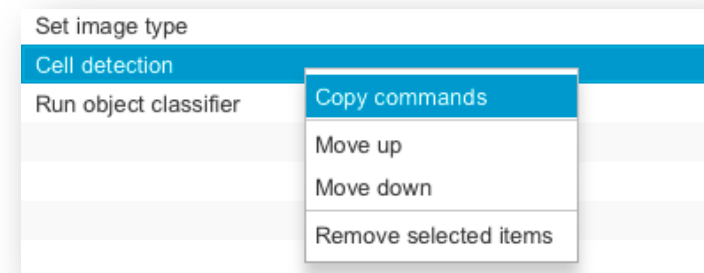 Set image type
Cell detection
Run object classifier
Copy commands
Move up
Move down
Remove selected items